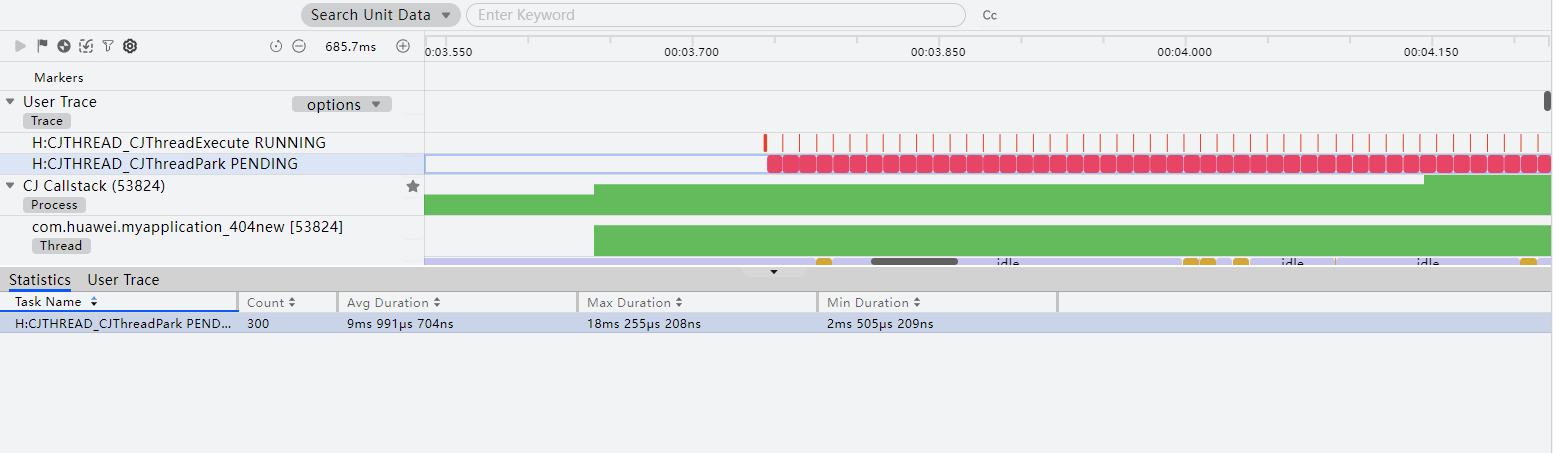 Search Unit Data Enter Keyword Cc
685.7ms 0:03.550 00:03.700 00:03.850 00:04.000 00:04.150
Markers
User Trace options
Trace
H:CJTHREAD_CJThreadExecute RUNNING
H:CJTHREAD_CJThreadPark PENDING
CJ Callstack (53824)
Process
com.huawei.myapplication_404new [53824]
Thread
idle idle idle
Statistics User Trace
Task Name Count Avg Duration Max Duration Min Duration
H:CJTHREAD_CJThreadPark PEND... 300 9ms 991μs 704ns 18ms 255μs 208ns 2ms 505μs 209ns